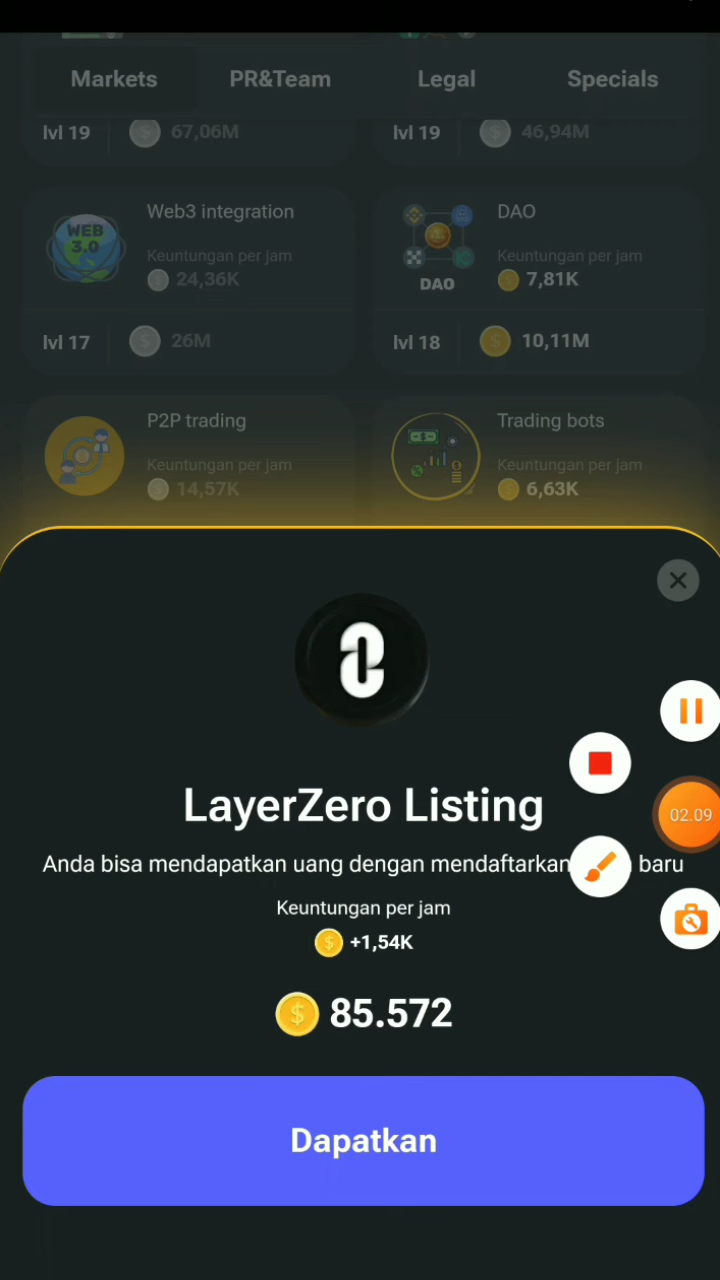 Markets PR&Team Legal Specials
lvl 19 67,06M lvl 19 46,94M
Web3 integration
Keuntungan per jam
24,36K
WEB 3.0
lvl 17 26M
DAO
Keuntungan per jam
7,81K
DAO
lvl 18 10,11M
P2P trading
Keuntungan per jam
14,57K
Trading bots
Keuntungan per jam
6,63K
LayerZero Listing
Anda bisa mendapatkan uang dengan mendaftarkan baru
Keuntungan per jam
+1,54K
85.572
Dapatkan
02.09